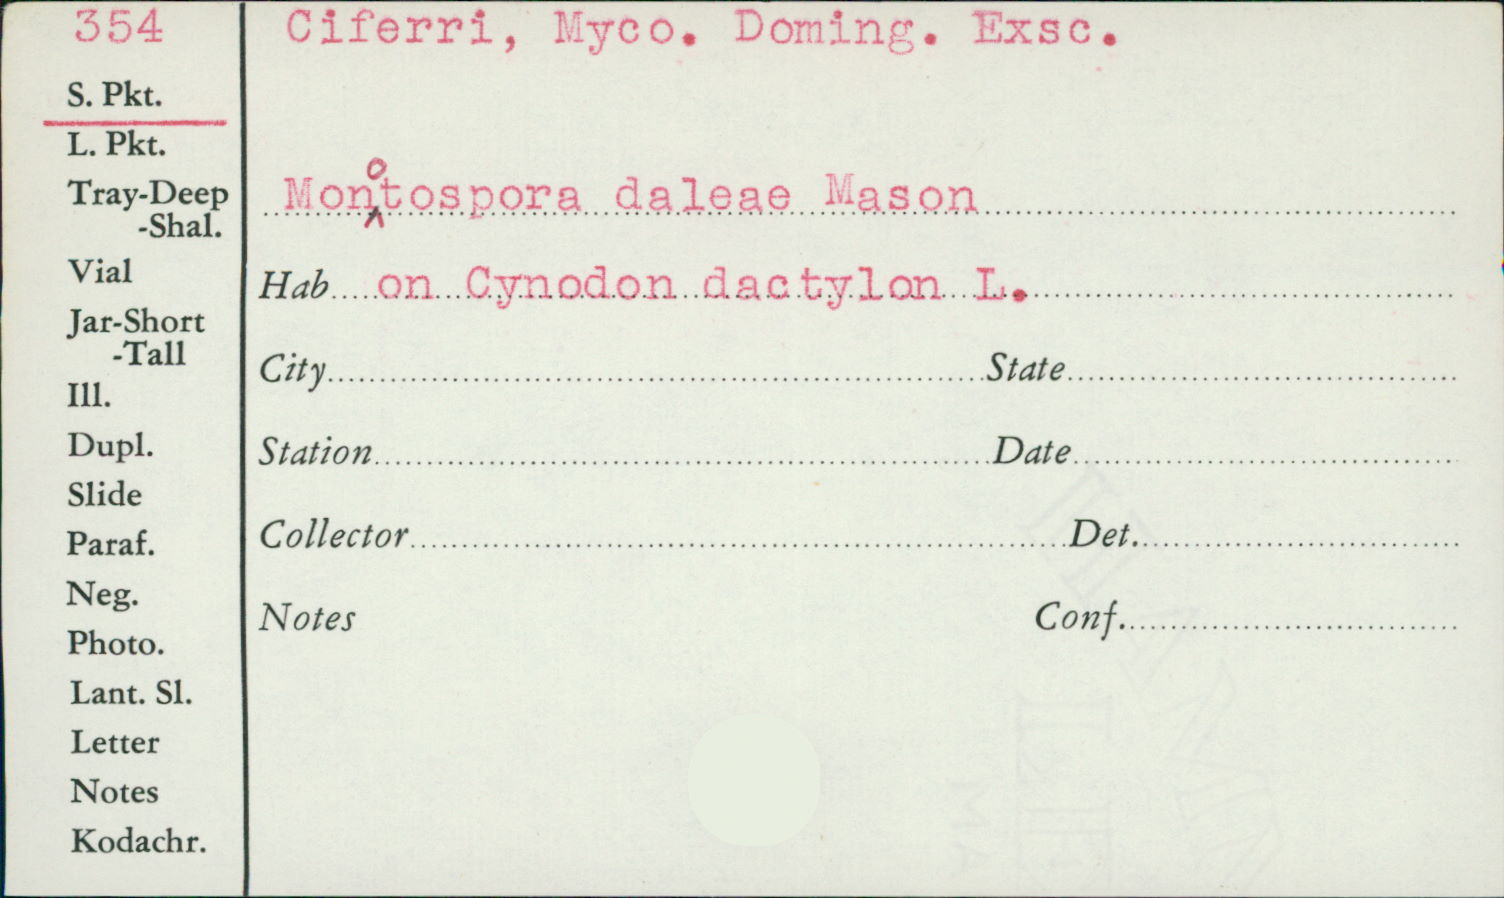 354
Ciferri, Myco. Doming. Exsc.
S. Pkt.
L. Pkt.
Tray-Deep
-Shal.
Vial
Jar-Short
-Tall
Ill.
Dupl.
Slide
Paraf.
Neg.
Photo.
Lant. Sl.
Letter
Notes
Kodachr.
Monotospora daleae Mason
Hab on Cynodon dactylon L.
City State
Station Date
Collector Det.
Notes Conf.